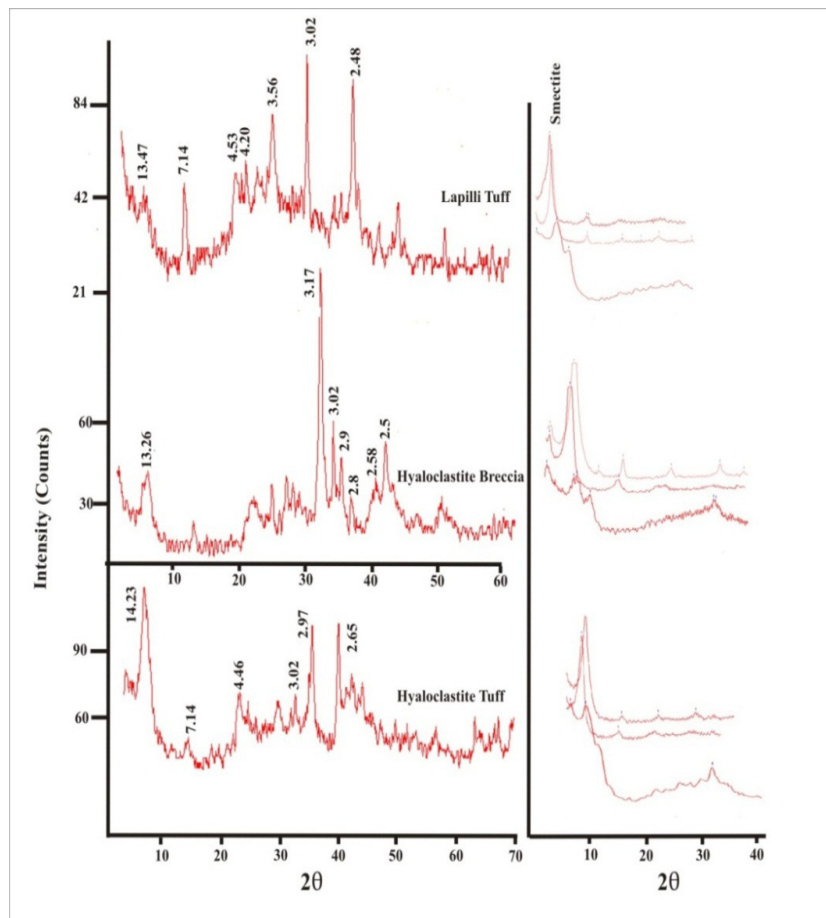 3.02
2.48
3.56
84
4.53
4.20
13.47
7.14
Smectite
42
Lapilli Tuff
21
3.17
3.02
60
13.26
2.9
2.58
2.5
2.8
Hyaloclastite Breccia
30
Intensity (Counts)
10 20 30 40 50 60
14.23
2.97
2.65
90
4.46
3.02
7.14
Hyaloclastite Tuff
60
10 20 30 40 50 60 70
2θ
10 20 30 40
2θ